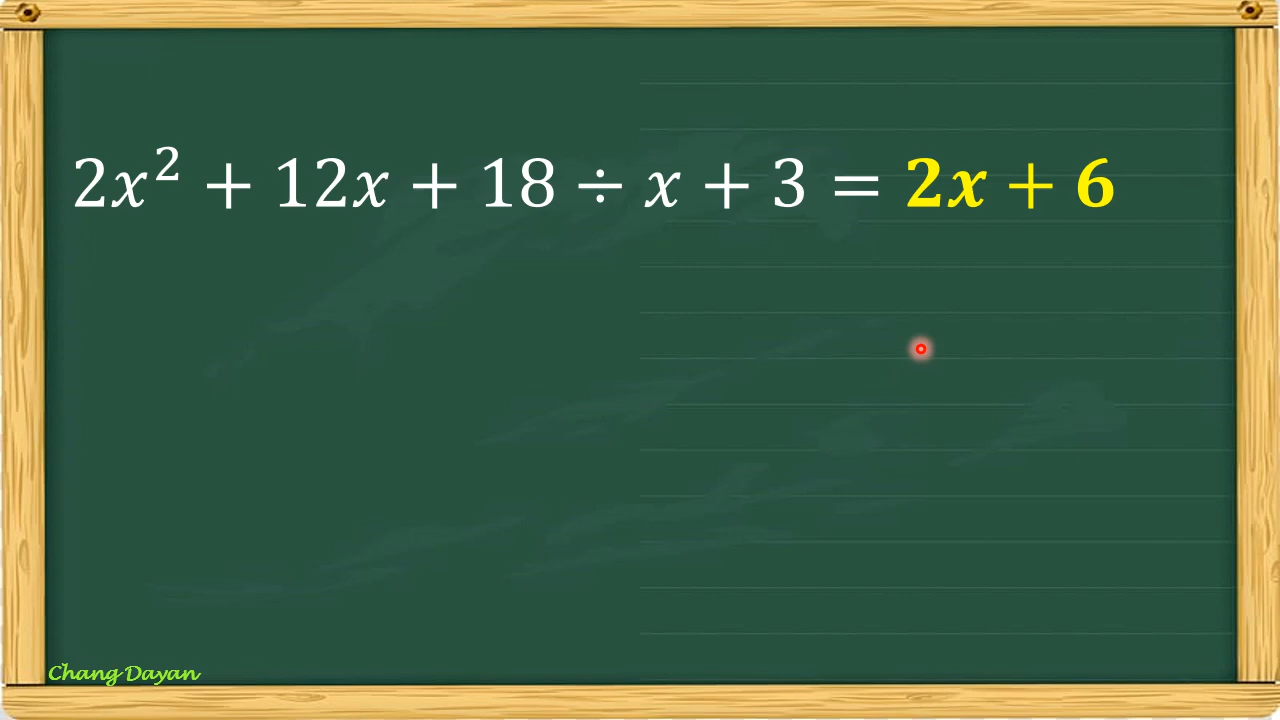 2x² + 12x + 18 ÷ x + 3 = 2x + 6
Chang Dayan